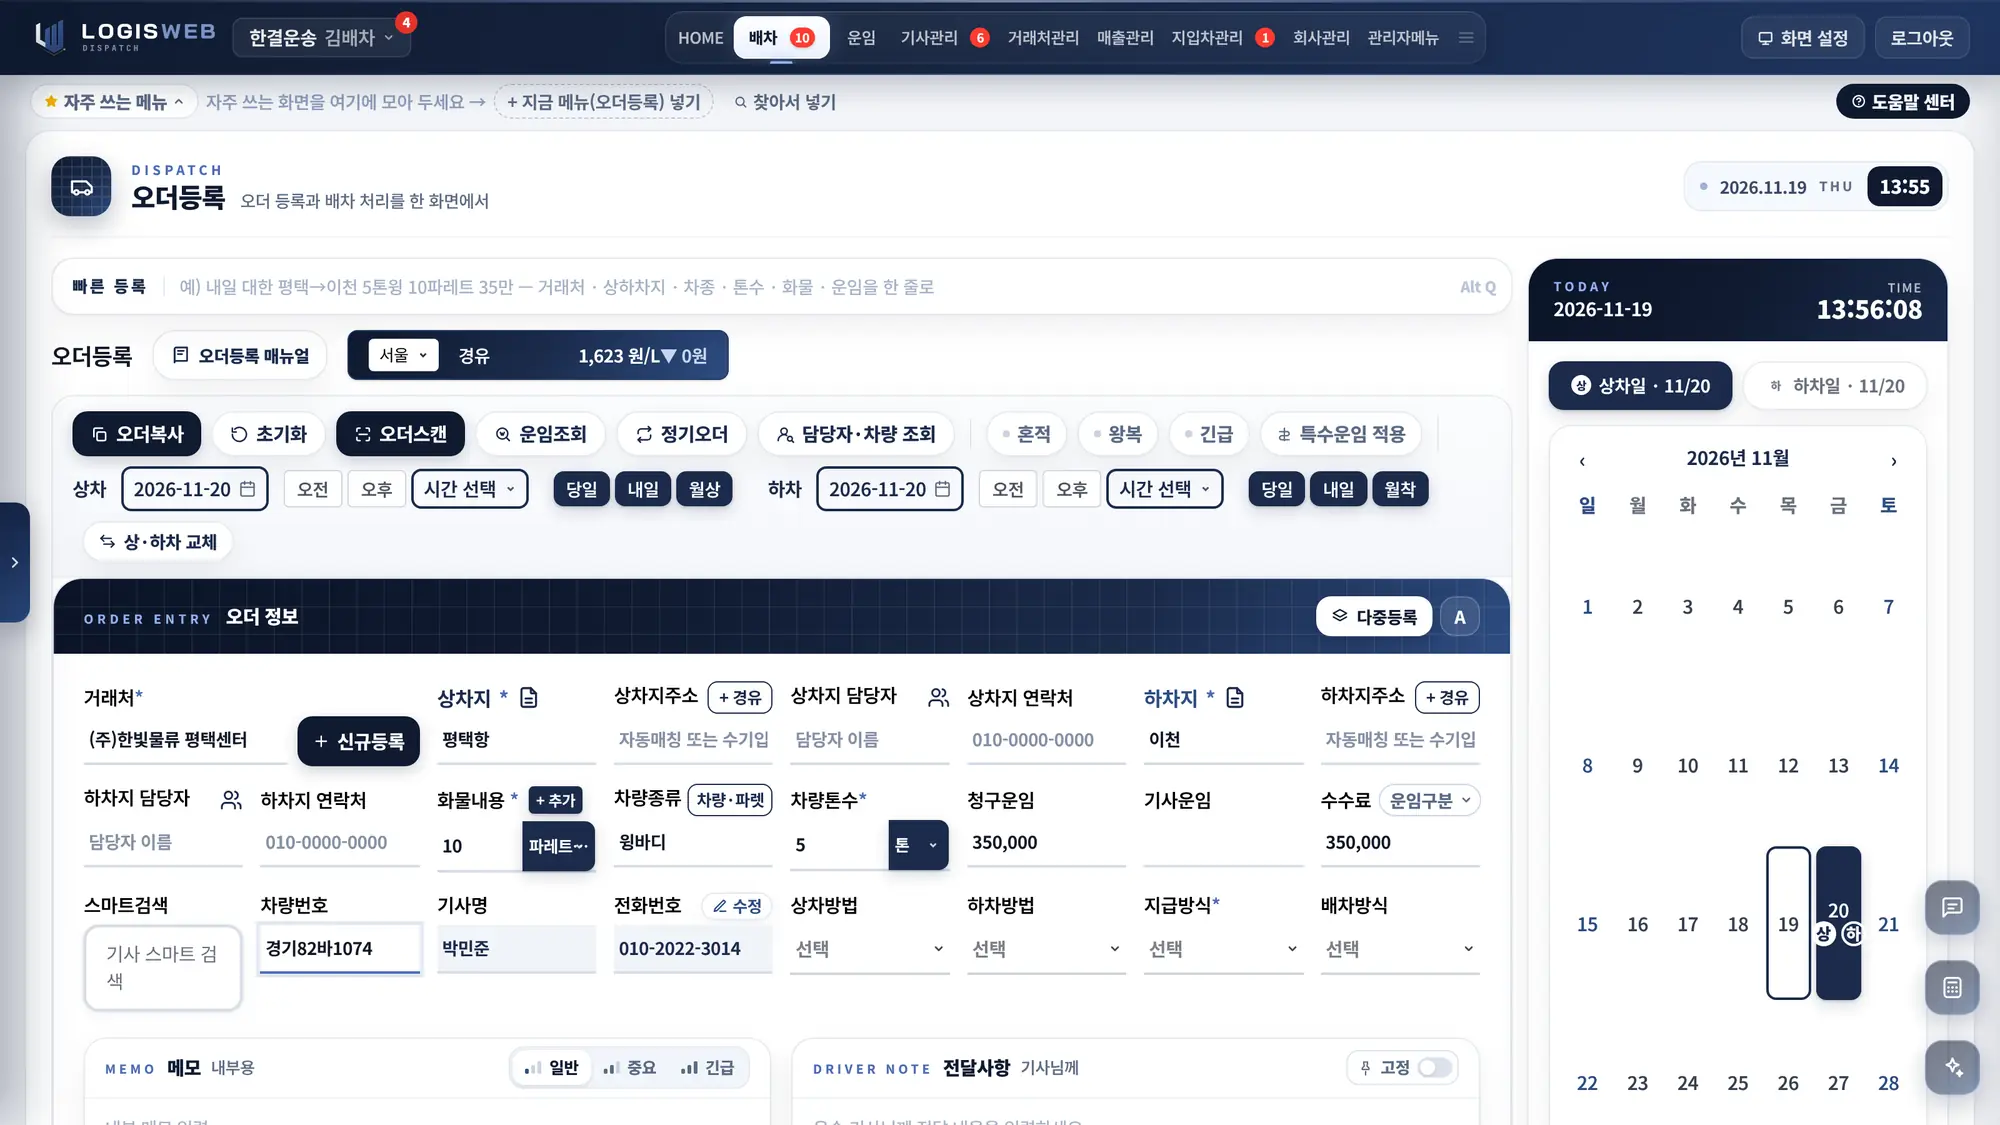 LOGISWEB
DISPATCH
한결운송 김배차
4
HOME 배차 10 운임 기사관리 6 거래처관리 매출관리 지입차관리 1 회사관리 관리자메뉴
화면 설정
로그아웃
자주 쓰는 메뉴
자주 쓰는 화면을 여기에 모아 두세요 →
+ 지금 메뉴(오더등록) 넣기
찾아서 넣기
도움말 센터
DISPATCH
오더등록 오더 등록과 배차 처리를 한 화면에서
2026.11.19 THU 13:55
빠른 등록 예) 내일 대한 평택→이천 5톤윙 10파레트 35만 — 거래처 · 상하차지 · 차종 · 톤수 · 화물 · 운임을 한 줄로 Alt Q
오더등록 오더등록 매뉴얼 서울 경유 1,623 원/L▼ 0원
오더복사 초기화 오더스캔 운임조회 정기오더 담당자·차량 조회 혼적 왕복 긴급 특수운임 적용
상차 2026-11-20 오전 오후 시간 선택 당일 내일 월상 하차 2026-11-20 오전 오후 시간 선택 당일 내일 월착
상·하차 교체
ORDER ENTRY 오더 정보 다중등록 A
거래처* 상차지 * 상차지주소 + 경유 상차지 담당자 상차지 연락처 하차지 * 하차지주소 + 경유
(주)한빛물류 평택센터 + 신규등록 평택항 자동매칭 또는 수기입 담당자 이름 010-0000-0000 이천 자동매칭 또는 수기입
하차지 담당자 하차지 연락처 화물내용 * + 추가 차량종류 차량·파렛 차량톤수* 청구운임 기사운임 수수료 운임구분
담당자 이름 010-0000-0000 10 파레트 윙바디 5 톤 350,000 350,000
스마트검색 차량번호 기사명 전화번호 수정 상차방법 하차방법 지급방식* 배차방식
기사 스마트 검색 경기82바1074 박민준 010-2022-3014 선택 선택 선택 선택
MEMO 메모 내부용 일반 중요 긴급
DRIVER NOTE 전달사항 기사님께 고정
TODAY
2026-11-19
TIME
13:56:08
상 상차일 · 11/20
하 하차일 · 11/20
‹ 2026년 11월 ›
일 월 화 수 목 금 토
1 2 3 4 5 6 7
8 9 10 11 12 13 14
15 16 17 18 19 20 21
상 하
22 23 24 25 26 27 28